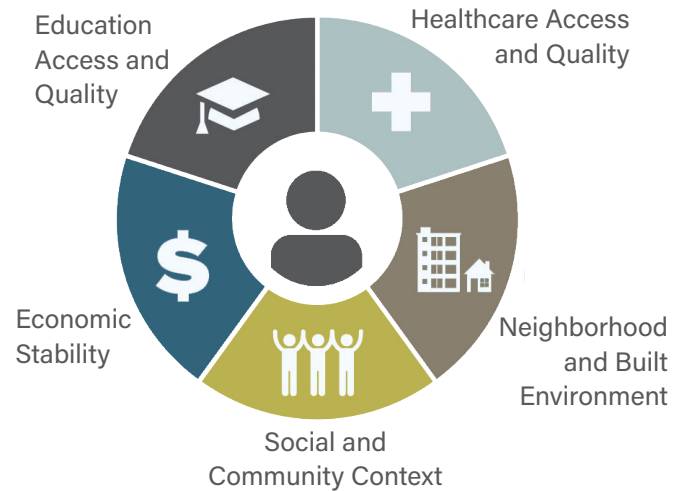 Education
Access and
Quality
Healthcare Access
and Quality
$
Economic
Stability
Neighborhood
and Built
Environment
Social and
Community Context